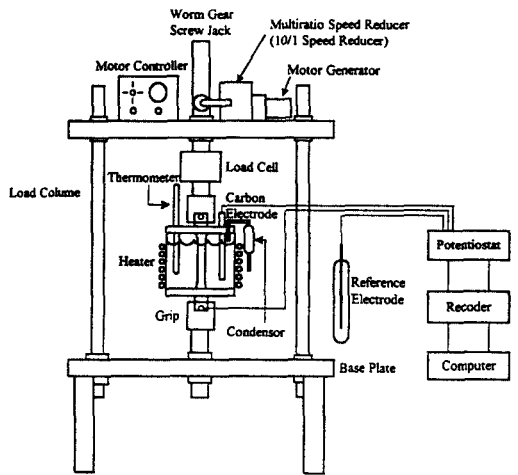 Worm Gear
Screw Jack
Multiratio Speed Reducer
(10/1 Speed Reducer)
Motor Controller
Motor Generator
Thermometer
Load Cell
Load Colume
Carbon
Electrode
Heater
Potentiostat
Reference
Electrode
Recoder
Grip
Condensor
Computer
Base Plate